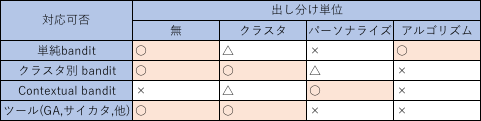 対応可否 出し分け単位
無 クラスタ パーソナライズ アルゴリズム
単純bandit ○ △ × ○
クラスタ別 bandit ○ ○ △ ×
Contextual bandit × △ ○ ×
ツール(GA,サイカタ,他) ○ ○ × ×